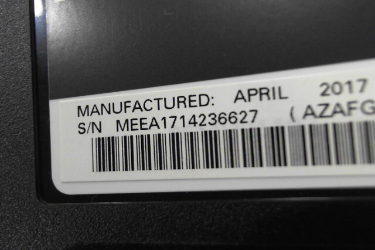 MANUFACTURED: APRIL 2017
S/N MEEA1714236627 (AZAFG